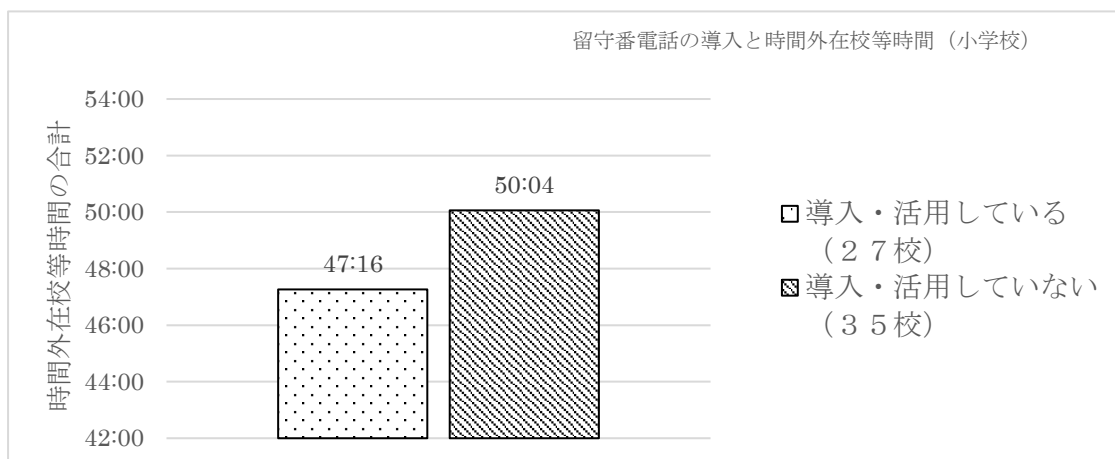 留守番電話の導入と時間外在校等時間（小学校）
時間外在校等時間の合計
54:00
52:00
50:00
48:00
46:00
44:00
42:00
47:16
50:04
導入・活用している
（２７校）
導入・活用していない
（３５校）